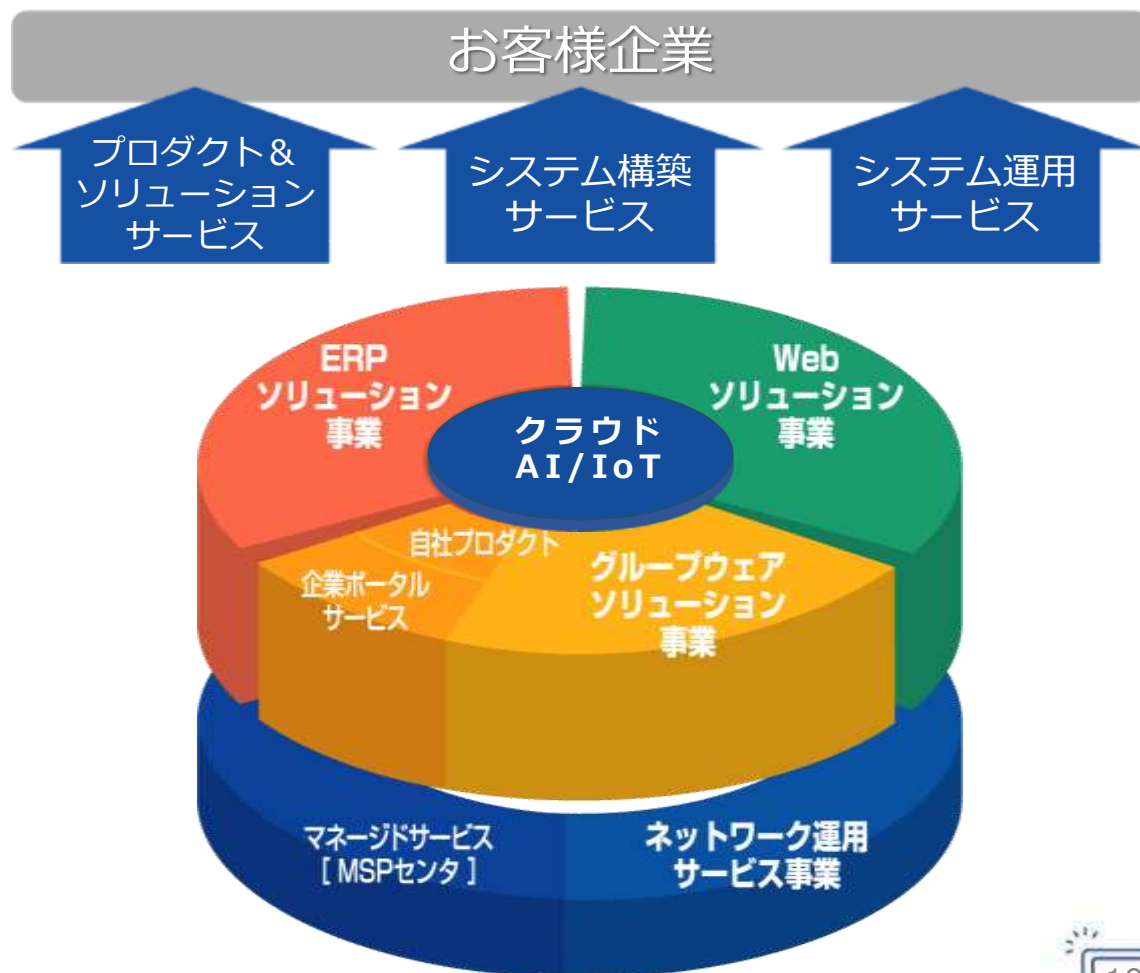 お客様企業
プロダクト＆
ソリューション
サービス
システム構築
サービス
システム運用
サービス
ERP
ソリューション
事業
Web
ソリューション
事業
クラウド
AI/IoT
自社プロダクト
企業ポータル
サービス
グループウェア
ソリューション
事業
マネージドサービス
[ MSPセンタ ]
ネットワーク運用
サービス事業